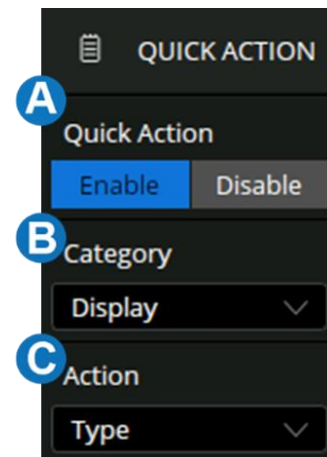 QUICK ACTION
A
Quick Action
Enable Disable
B
Category
Display
C
Action
Type